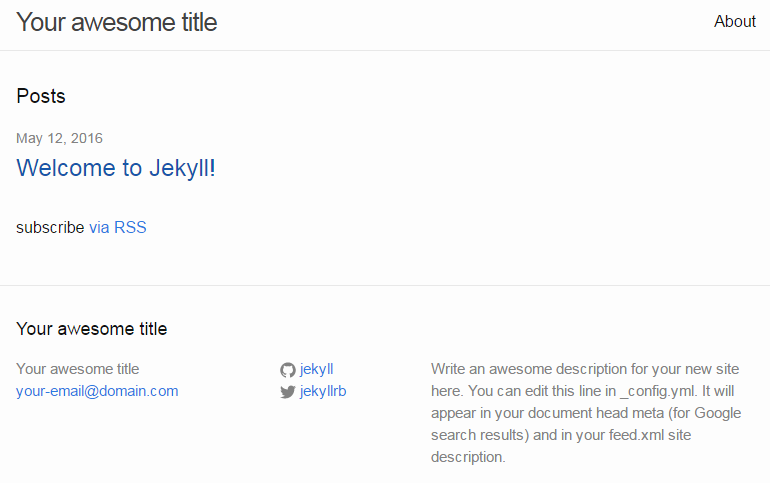 Your awesome title
About
Posts
May 12, 2016
Welcome to Jekyll!
subscribe via RSS
Your awesome title
Your awesome title
your-email@domain.com
jekyll
jekyllrb
Write an awesome description for your new site
here. You can edit this line in _config.yml. It will
appear in your document head meta (for Google
search results) and in your feed.xml site
description.